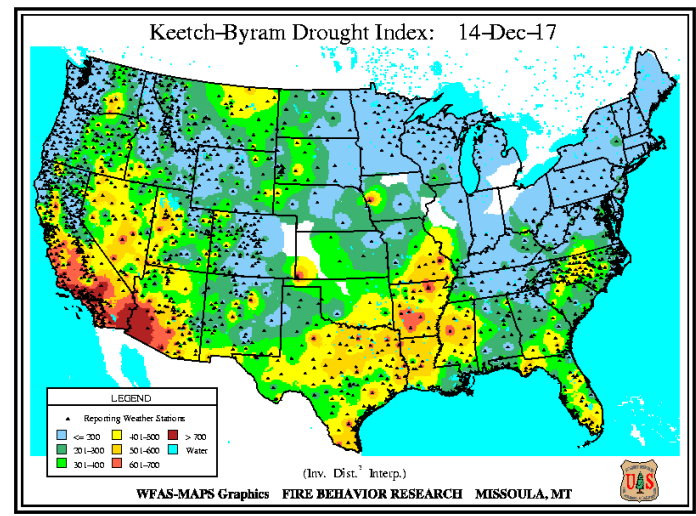 Keetch-Byram Drought Index: 14-Dec-17
LEGEND
Reporting Weather Stations
<= 200 401-500 > 700
201-300 501-600 Water
301-400 601-700
(Inv. Dist.² Interp.)
WFAS-MAPS Graphics FIRE BEHAVIOR RESEARCH MISSOULA, MT
U S